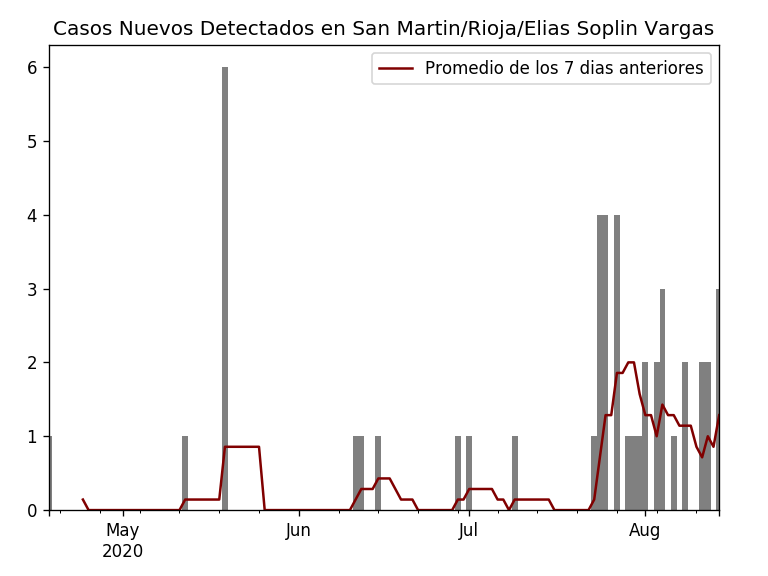 Casos Nuevos Detectados en San Martin/Rioja/Elias Soplin Vargas
Promedio de los 7 dias anteriores
6
5
4
3
2
1
0
May
2020
Jun
Jul
Aug